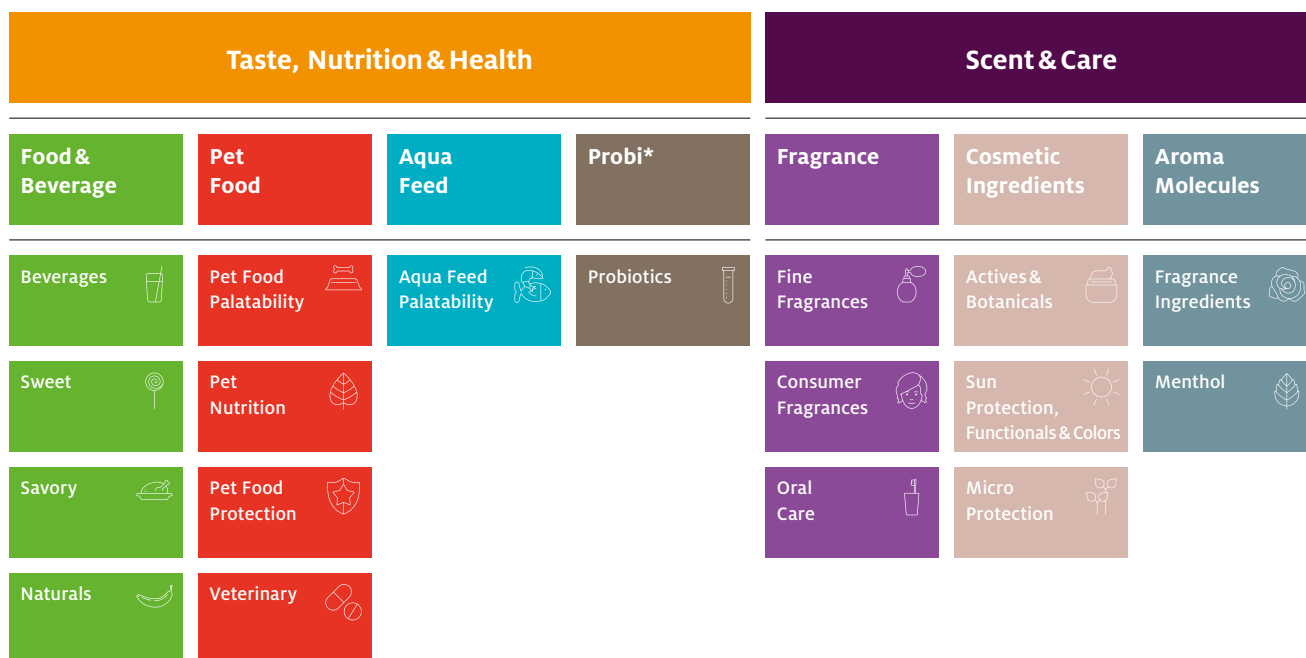 Taste, Nutrition & Health
Scent & Care
Food &
Beverage
Pet
Food
Aqua
Feed
Probi*
Fragrance
Cosmetic
Ingredients
Aroma
Molecules
Beverages
Pet Food
Palatability
Aqua Feed
Palatability
Probiotics
Fine
Fragrances
Actives &
Botanicals
Fragrance
Ingredients
Sweet
Pet
Nutrition
Consumer
Fragrances
Sun
Protection,
Functionals & Colors
Menthol
Savory
Pet Food
Protection
Oral
Care
Micro
Protection
Naturals
Veterinary